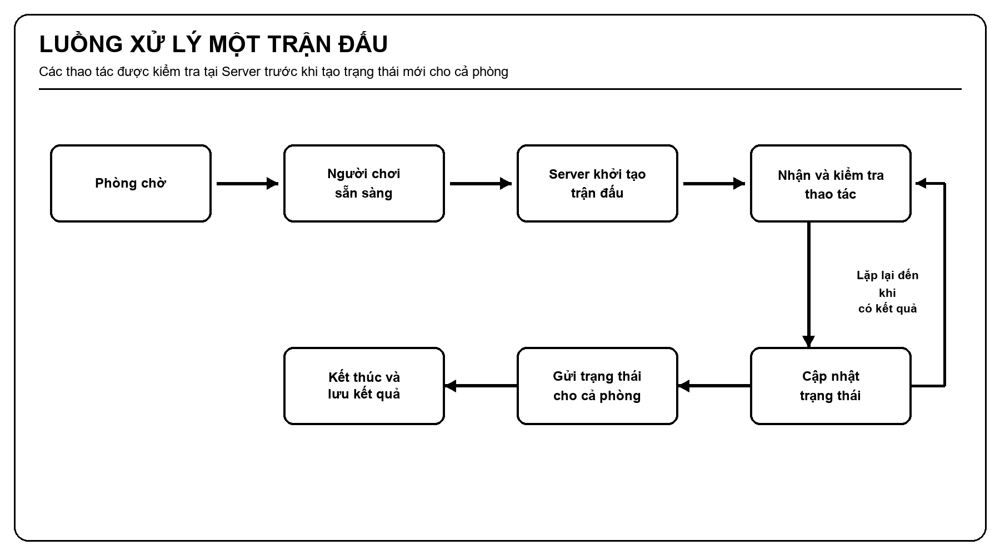 LUỒNG XỬ LÝ MỘT TRẬN ĐẤU
Các thao tác được kiểm tra tại Server trước khi tạo trạng thái mới cho cả phòng
Phòng chờ
Người chơi
sẵn sàng
Server khởi tạo
trận đấu
Nhận và kiểm tra
thao tác
Lặp lại đến
khi
có kết quả
Cập nhật
trạng thái
Gửi trạng thái
cho cả phòng
Kết thúc và
lưu kết quả